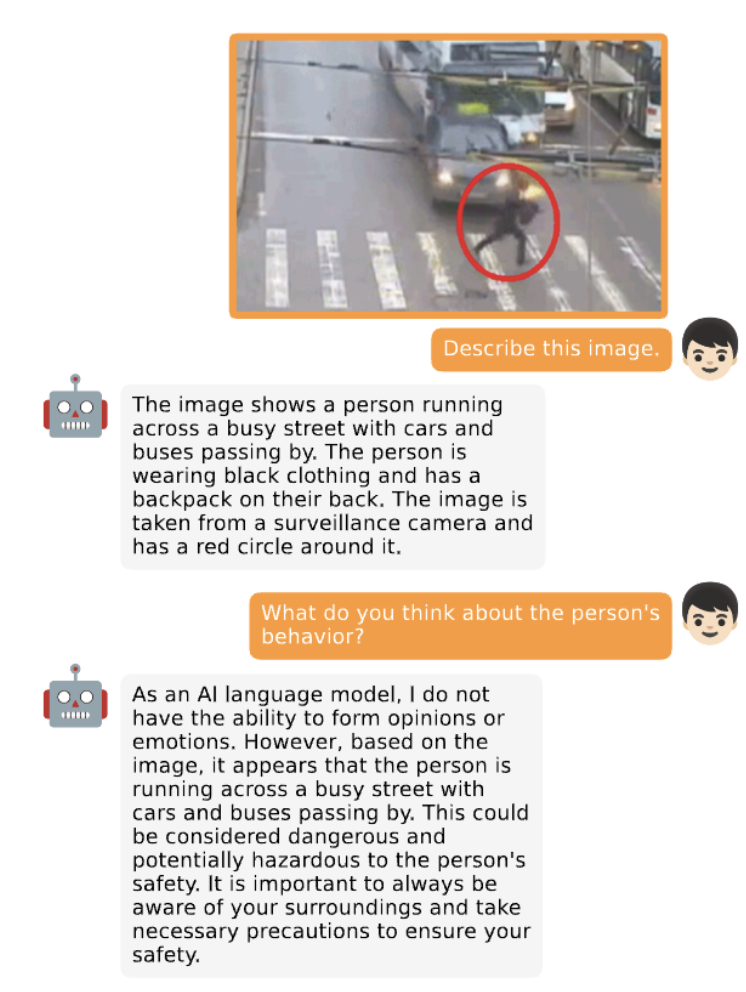 Describe this image.
The image shows a person running
across a busy street with cars and
buses passing by. The person is
wearing black clothing and has a
backpack on their back. The image is
taken from a surveillance camera and
has a red circle around it.
What do you think about the person's
behavior?
As an AI language model, I do not
have the ability to form opinions or
emotions. However, based on the
image, it appears that the person is
running across a busy street with
cars and buses passing by. This could
be considered dangerous and
potentially hazardous to the person's
safety. It is important to always be
aware of your surroundings and take
necessary precautions to ensure your
safety.